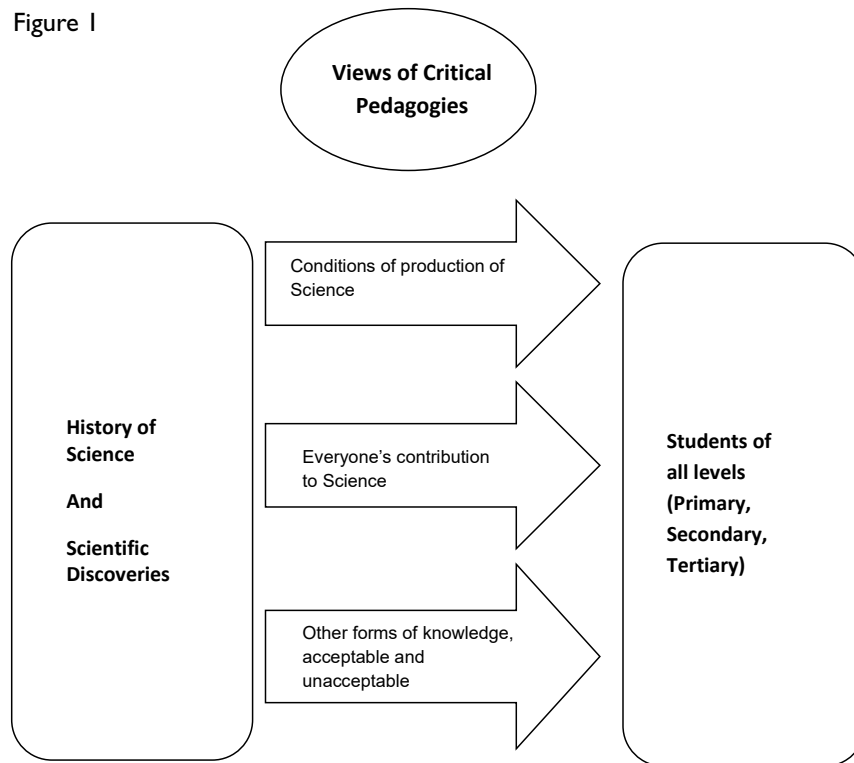 Figure 1
Views of Critical
Pedagogies
Conditions of production of
Science
History of
Science
And
Scientific
Discoveries
Everyone’s contribution
to Science
Students of
all levels
(Primary,
Secondary,
Tertiary)
Other forms of knowledge,
acceptable and
unacceptable